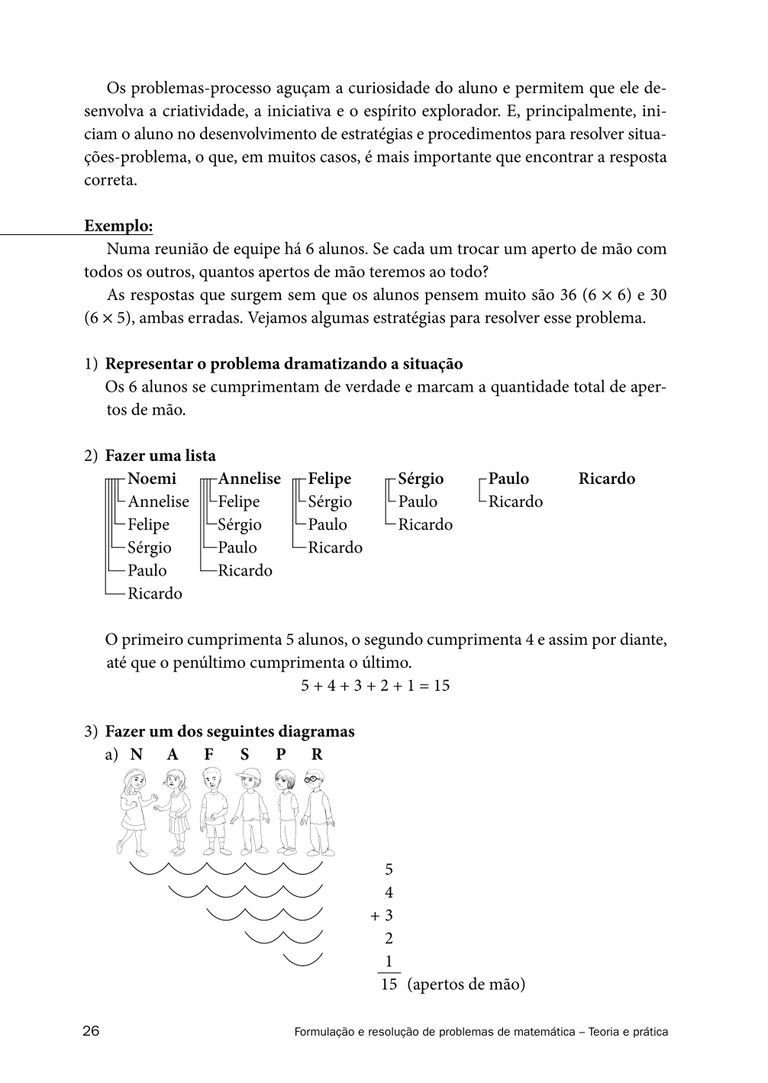 Os problemas-processo aguçam a curiosidade do aluno e permitem que ele de-
senvolva a criatividade, a iniciativa e o espírito explorador. E, principalmente, ini-
ciam o aluno no desenvolvimento de estratégias e procedimentos para resolver situa-
ções-problema, o que, em muitos casos, é mais importante que encontrar a resposta
correta.
Exemplo:
Numa reunião de equipe há 6 alunos. Se cada um trocar um aperto de mão com
todos os outros, quantos apertos de mão teremos ao todo?
As respostas que surgem sem que os alunos pensem muito são 36 (6 × 6) e 30
(6 × 5), ambas erradas. Vejamos algumas estratégias para resolver esse problema.
1) Representar o problema dramatizando a situação
Os 6 alunos se cumprimentam de verdade e marcam a quantidade total de aper-
tos de mão.
2) Fazer uma lista
Noemi Annelise Felipe Sérgio Paulo Ricardo
Annelise Felipe Sérgio Paulo Ricardo
Felipe Sérgio Paulo Ricardo
Sérgio Paulo Ricardo
Paulo Ricardo
Ricardo
O primeiro cumprimenta 5 alunos, o segundo cumprimenta 4 e assim por diante,
até que o penúltimo cumprimenta o último.
5 + 4 + 3 + 2 + 1 = 15
3) Fazer um dos seguintes diagramas
a) N A F S P R
5
4
+ 3
2
1
15 (apertos de mão)
26 Formulação e resolução de problemas de matemática – Teoria e prática